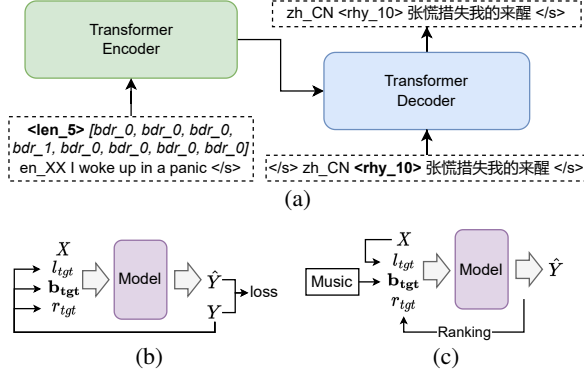 zh_CN <rhy_10> 张慌措失我的来醒 </s>
Transformer
Encoder
Transformer
Decoder
<len_5> [bdr_0, bdr_0, bdr_0,
bdr_1, bdr_0, bdr_0, bdr_0, bdr_0]
en_XX I woke up in a panic </s>
</s> zh_CN <rhy_10> 张慌措失我的来醒 </s>
(a)
X
l_tgt
b_tgt
r_tgt
Model
Ŷ
Y
loss
(b)
Music
X
l_tgt
b_tgt
r_tgt
Model
Ŷ
Ranking
(c)